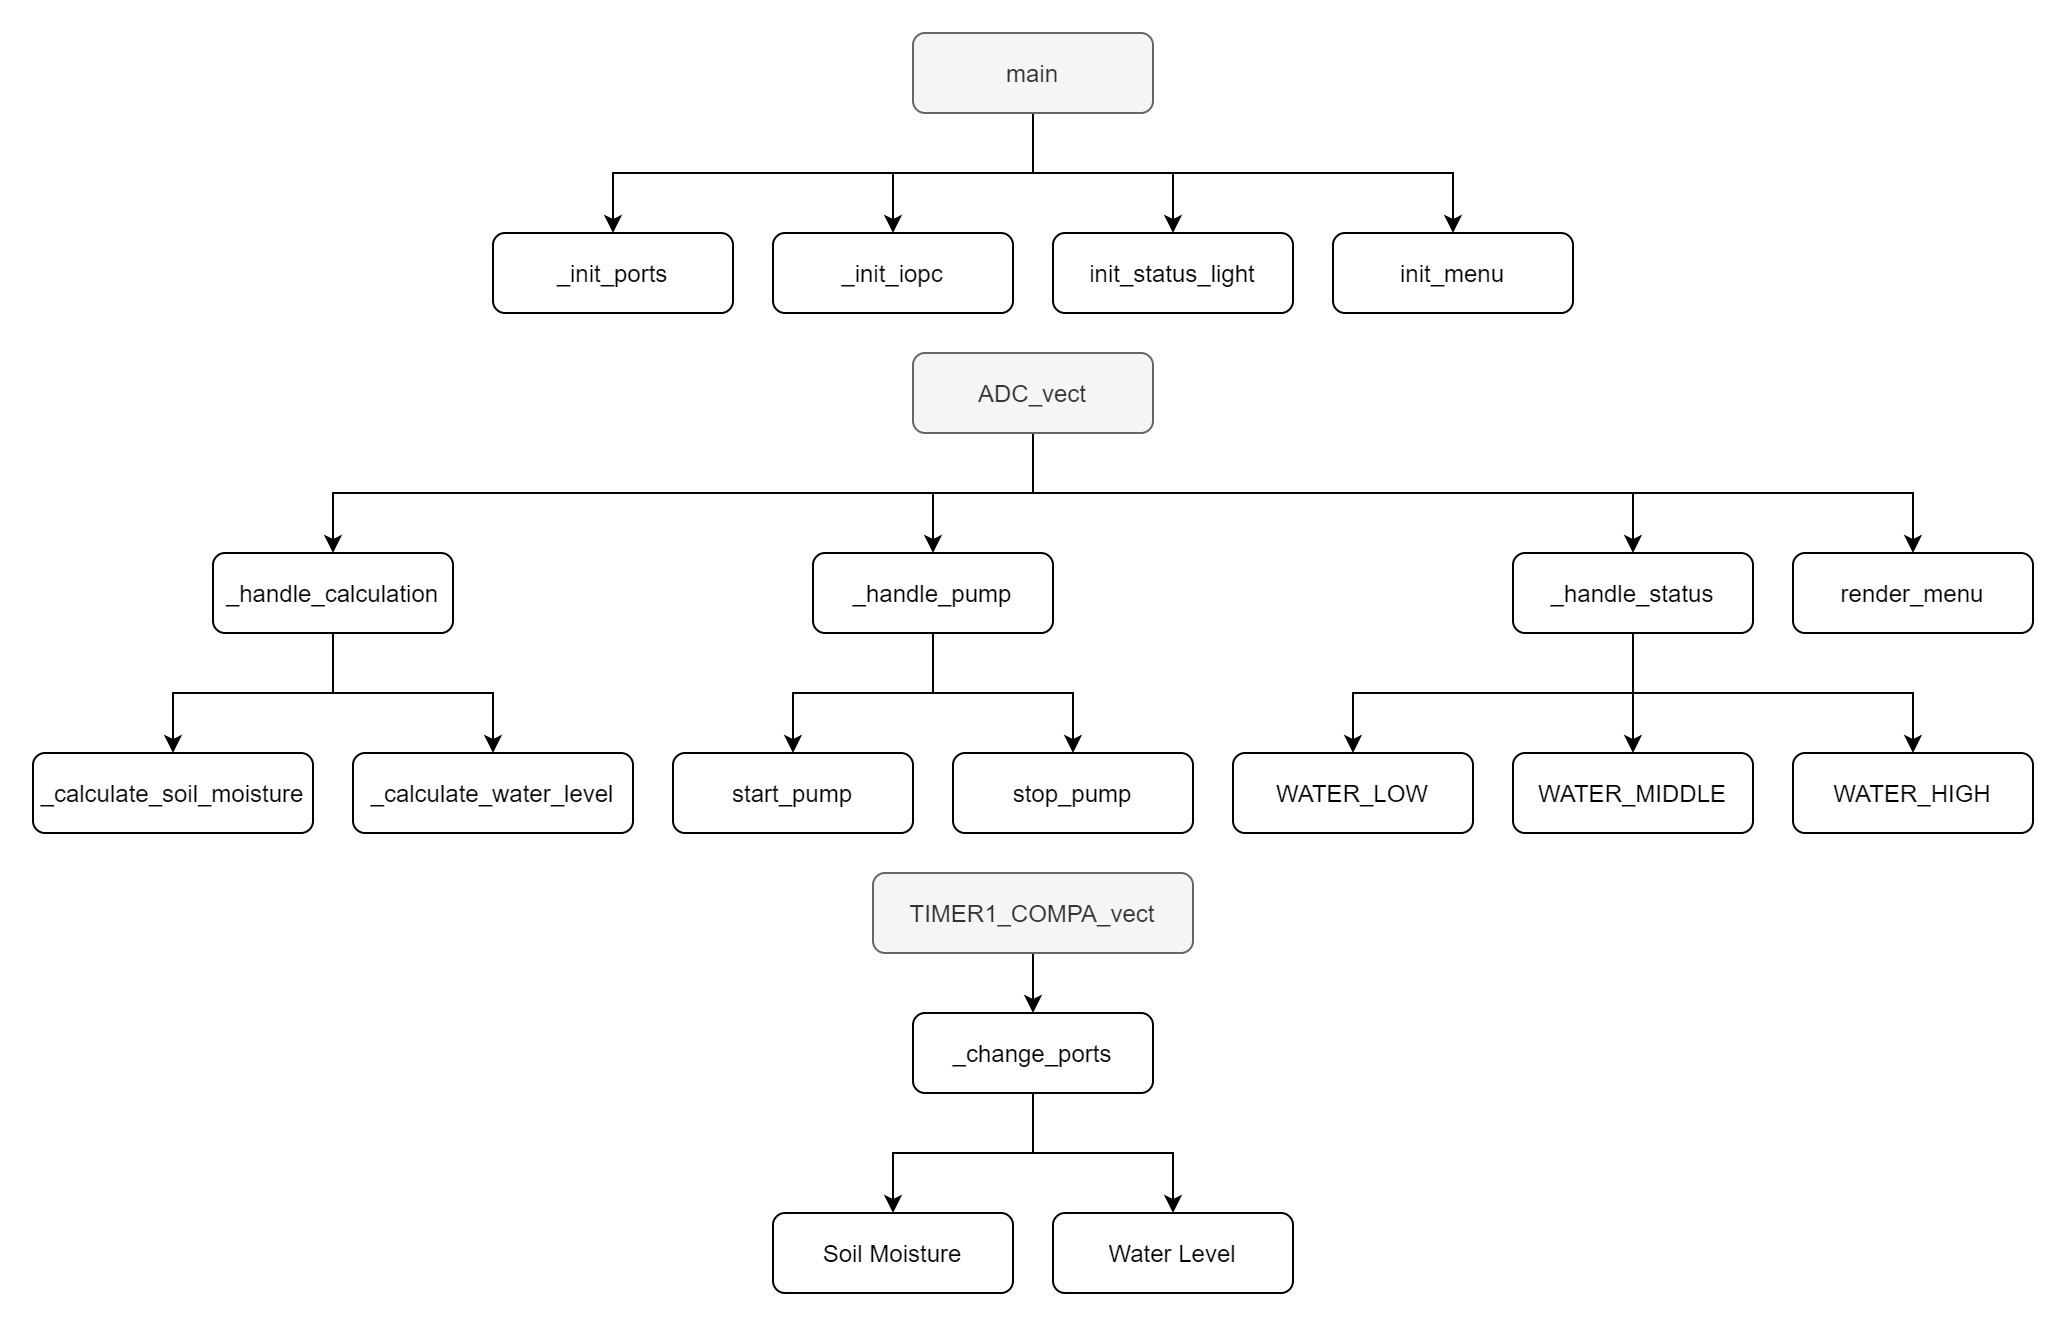 main
_init_ports
_init_iopc
init_status_light
init_menu
ADC_vect
_handle_calculation
_handle_pump
_handle_status
render_menu
_calculate_soil_moisture
_calculate_water_level
start_pump
stop_pump
WATER_LOW
WATER_MIDDLE
WATER_HIGH
TIMER1_COMPA_vect
_change_ports
Soil Moisture
Water Level